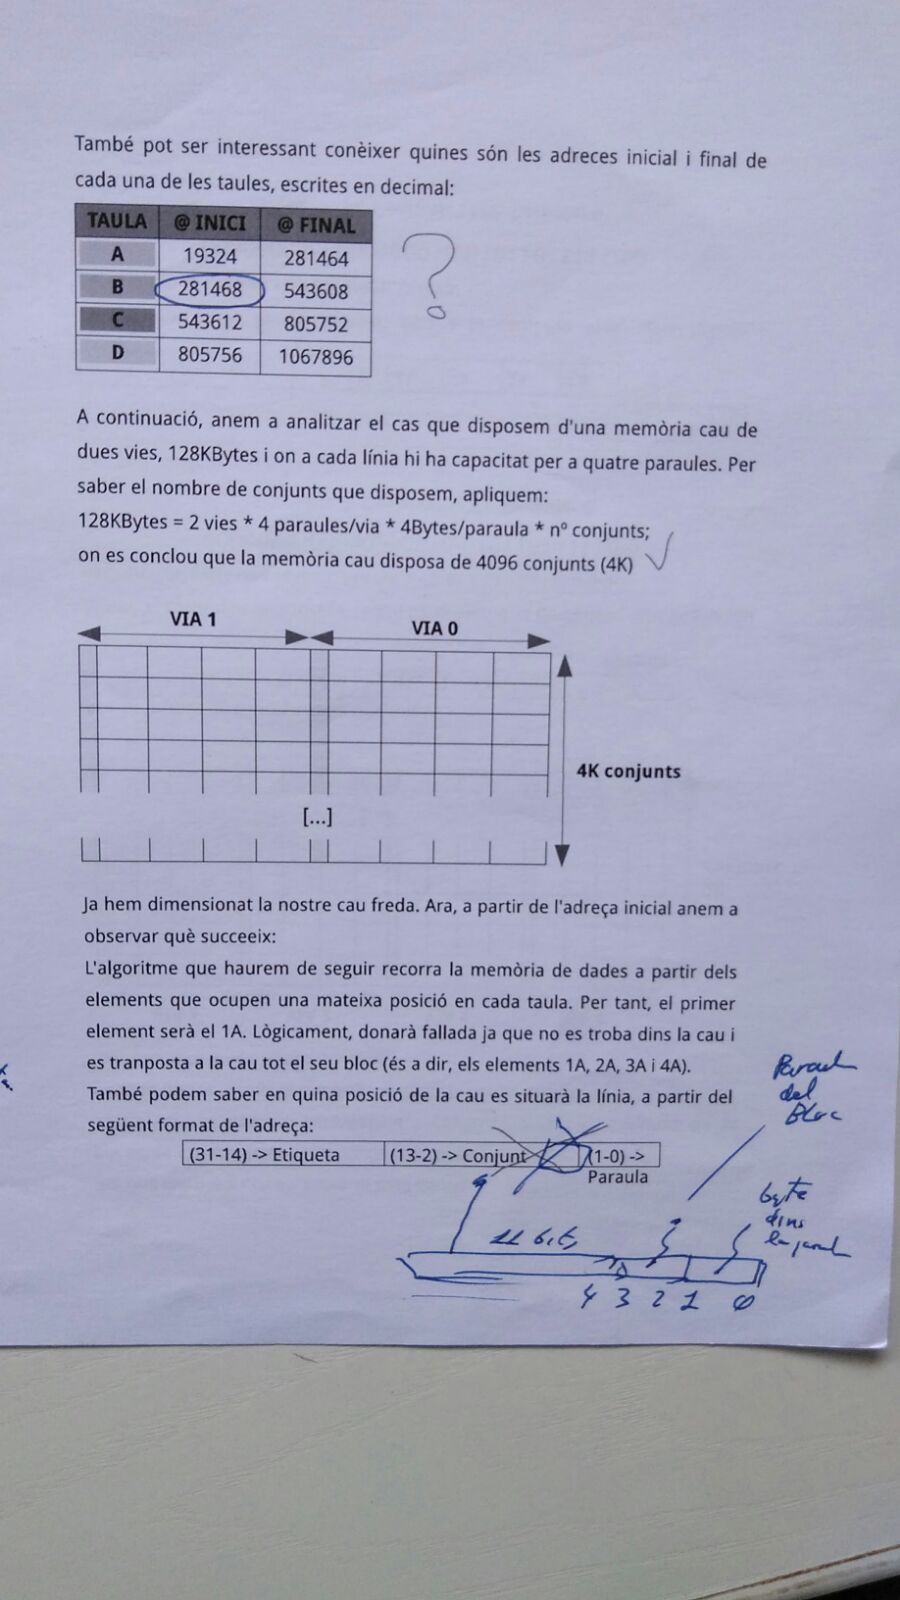 També pot ser interessant conèixer quines són les adreces inicial i final de
cada una de les taules, escrites en decimal:
TAULA @ INICI @ FINAL
A 19324 281464
B 281468 543608
C 543612 805752
D 805756 1067896
?
A continuació, anem a analitzar el cas que disposem d'una memòria cau de
dues vies, 128KBytes i on a cada línia hi ha capacitat per a quatre paraules. Per
saber el nombre de conjunts que disposem, apliquem:
128KBytes = 2 vies * 4 paraules/via * 4Bytes/paraula * nº conjunts;
on es conclou que la memòria cau disposa de 4096 conjunts (4K)
VIA 1 VIA 0
4K conjunts
[...]
Ja hem dimensionat la nostre cau freda. Ara, a partir de l'adreça inicial anem a
observar què succeeix:
L'algoritme que haurem de seguir recorra la memòria de dades a partir dels
elements que ocupen una mateixa posició en cada taula. Per tant, el primer
element serà el 1A. Lògicament, donarà fallada ja que no es troba dins la cau i
es tranposta a la cau tot el seu bloc (és a dir, els elements 1A, 2A, 3A i 4A).
També podem saber en quina posició de la cau es situarà la línia, a partir del
següent format de l'adreça:
(31-14) -> Etiqueta (13-2) -> Conjunt (1-0) ->
Paraula
del
Bloc
byte
dins
bits
4 3 2 1 0